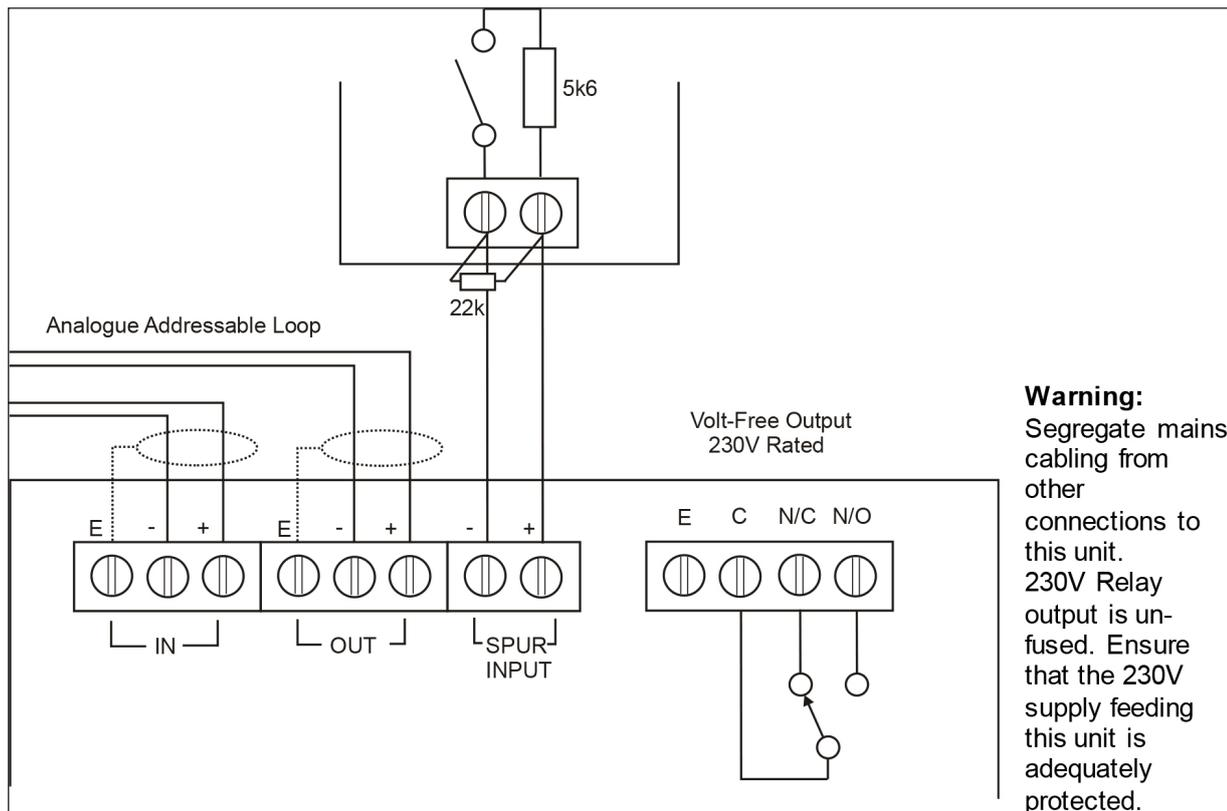 5k6
22k
Analogue Addressable Loop
Volt-Free Output
230V Rated
E - + E - + - + E C N/C N/O
IN OUT SPUR
INPUT
Warning:
Segregate mains
cabling from
other
connections to
this unit.
230V Relay
output is un-
fused. Ensure
that the 230V
supply feeding
this unit is
adequately
protected.